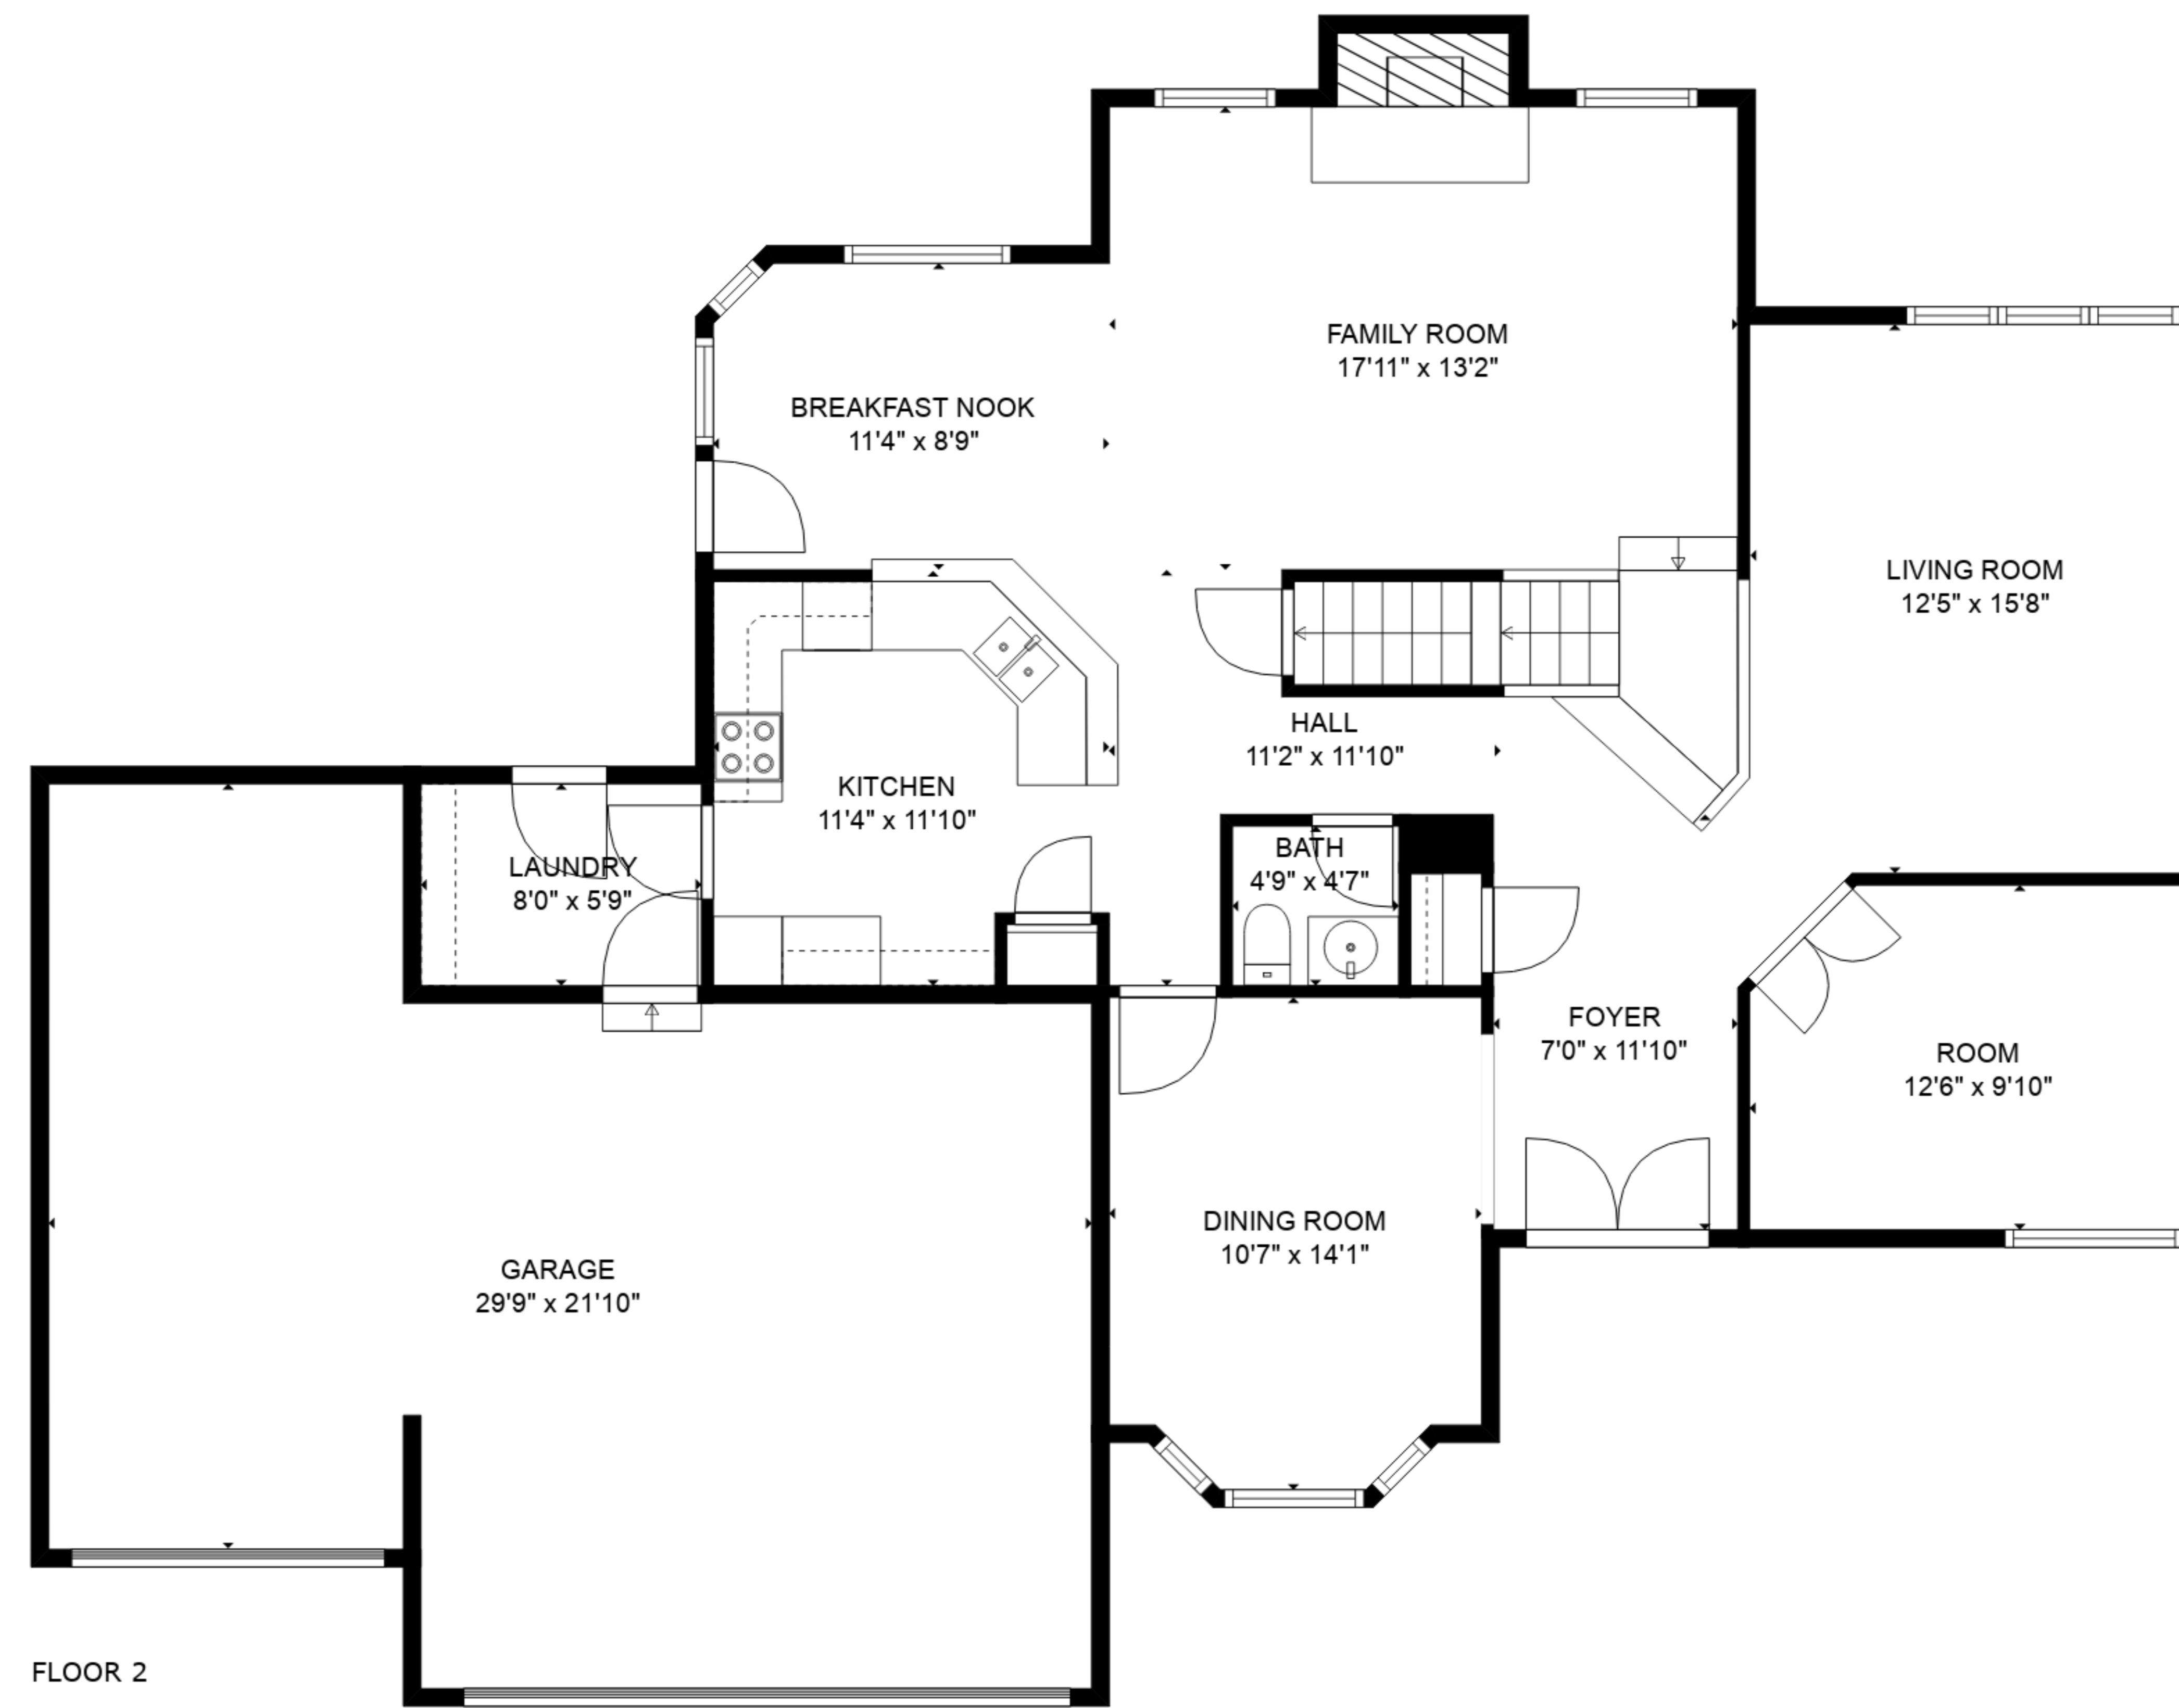 FAMILY ROOM
17'11" x 13'2"
BREAKFAST NOOK
11'4" x 8'9"
LIVING ROOM
12'5" x 15'8"
HALL
11'2" x 11'10"
KITCHEN
11'4" x 11'10"
BATH
4'9" x 4'7"
LAUNDRY
8'0" x 5'9"
FOYER
7'0" x 11'10"
ROOM
12'6" x 9'10"
DINING ROOM
10'7" x 14'1"
GARAGE
29'9" x 21'10"
FLOOR 2